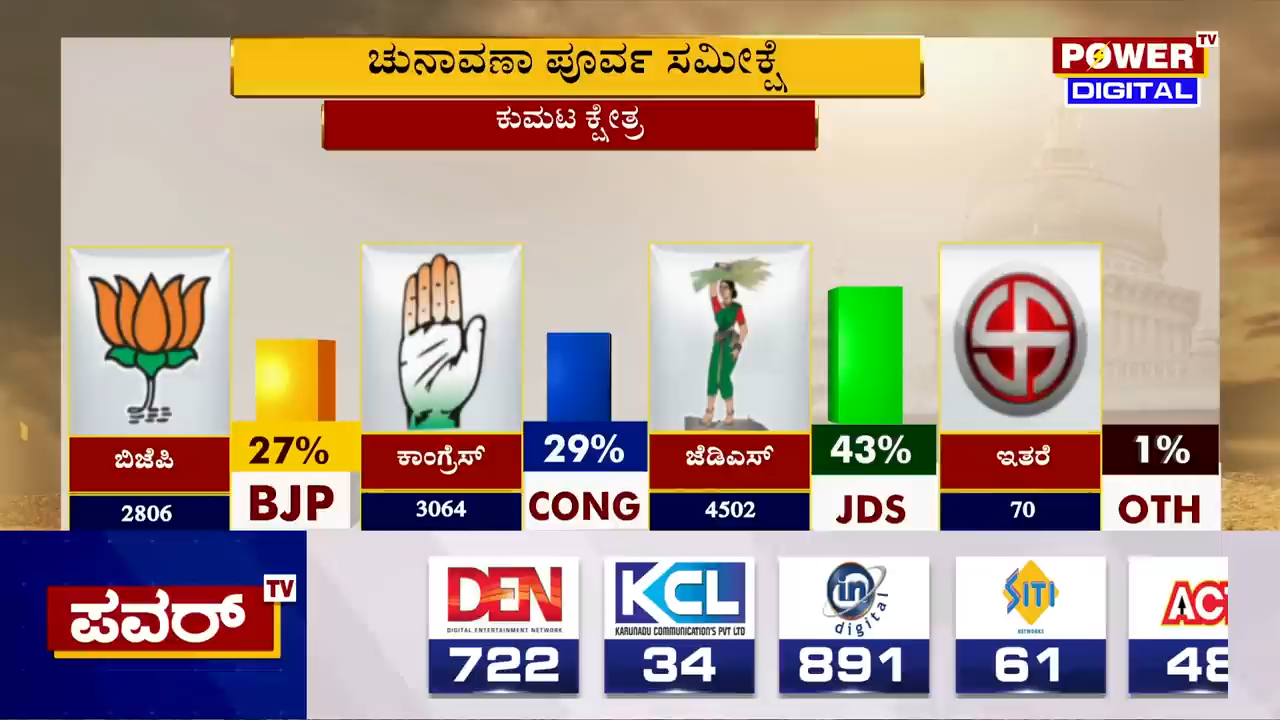 ಚುನಾವಣಾ ಪೂರ್ವ ಸಮೀಕ್ಷೆ
POWER TV
DIGITAL
ಕುಮಟ ಕ್ಷೇತ್ರ
ಬಿಜೆಪಿ 27% ಕಾಂಗ್ರೆಸ್ 29% ಜೆಡಿಎಸ್ 43% ಇತರೆ 1%
2806 BJP 3064 CONG 4502 JDS 70 OTH
ಪವರ್ TV
DEN
DIGITAL ENTERTAINMENT NETWORK
722
KCL
KARUNADU COMMUNICATION'S PVT LTD
34
in
digital
891
SITI
NETWORKS
61